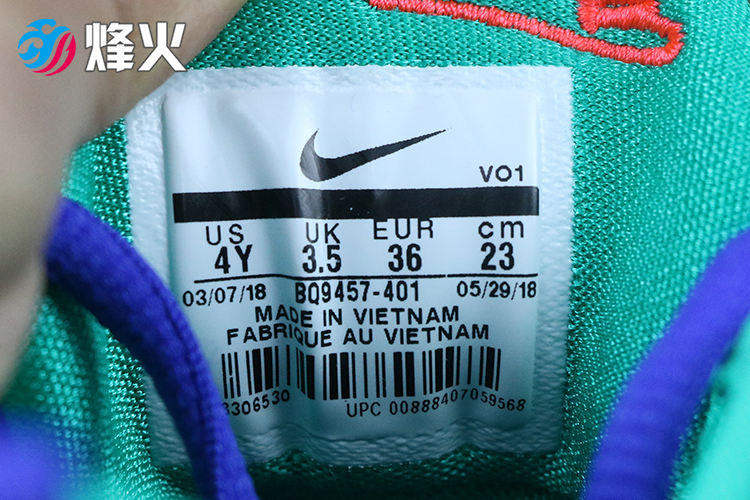 烽火
VO1
US UK EUR cm
4Y 3.5 36 23
03/07/18 BQ9457-401 05/29/18
MADE IN VIETNAM
FABRIQUE AU VIETNAM
3306530 UPC 00888407059568